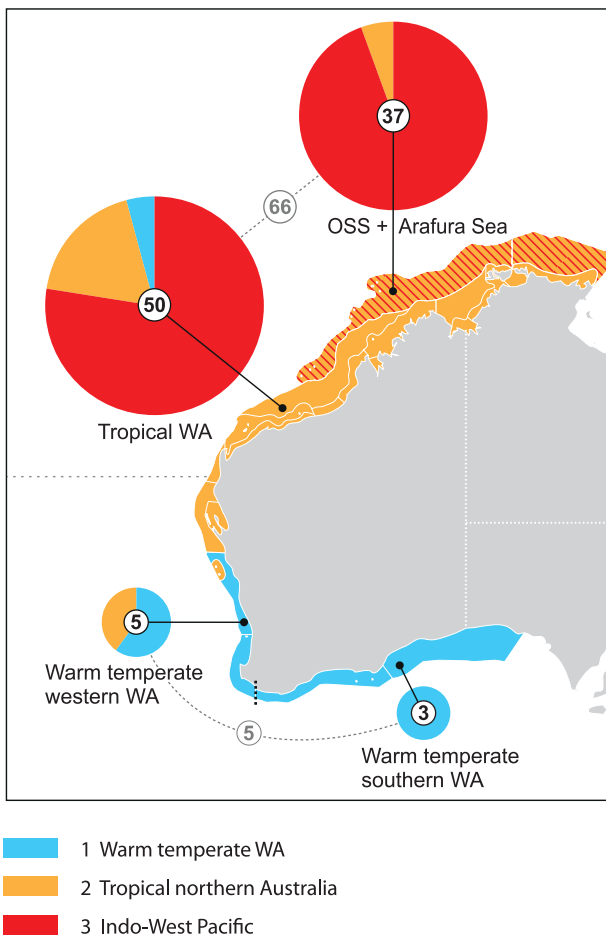 37
66
OSS + Arafura Sea
50
Tropical WA
5
Warm temperate
western WA
3
5
Warm temperate
southern WA
1 Warm temperate WA
2 Tropical northern Australia
3 Indo-West Pacific